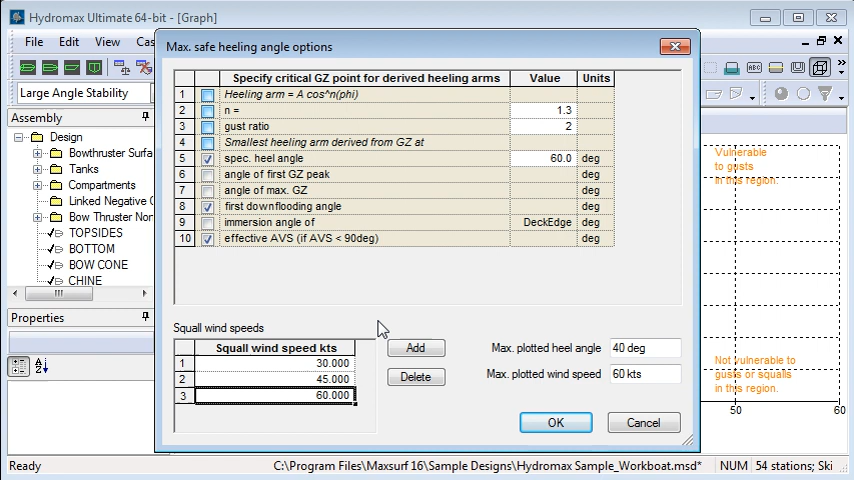 Hydromax Ultimate 64-bit - [Graph]
File Edit View Cas
Large Angle Stability
Assembly
Design
Bowthruster Surfa
Tanks
Compartments
Linked Negative C
Bow Thruster Nor
TOPSIDES
BOTTOM
BOW CONE
CHINE
Properties
Max. safe heeling angle options
Specify critical GZ point for derived heeling arms Value Units
1 Heeling arm = A cos^n(phi)
2 n = 1.3
3 gust ratio 2
4 Smallest heeling arm derived from GZ at
5 spec. heel angle 60.0 deg
6 angle of first GZ peak deg
7 angle of max. GZ deg
8 first downflooding angle deg
9 immersion angle of DeckEdge deg
10 effective AVS (if AVS < 90deg) deg
Squall wind speeds
Squall wind speed kts
1 30.000
2 45.000
3 60.000
Add
Delete
Max. plotted heel angle 40 deg
Max. plotted wind speed 60 kts
OK Cancel
ABC
Vulnerable
to gusts
in this region.
Not vulnerable to
gusts or squalls
in this region.
50 60
Ready C:\Program Files\Maxsurf 16\Sample Designs\Hydromax Sample_Workboat.msd* NUM 54 stations; Ski